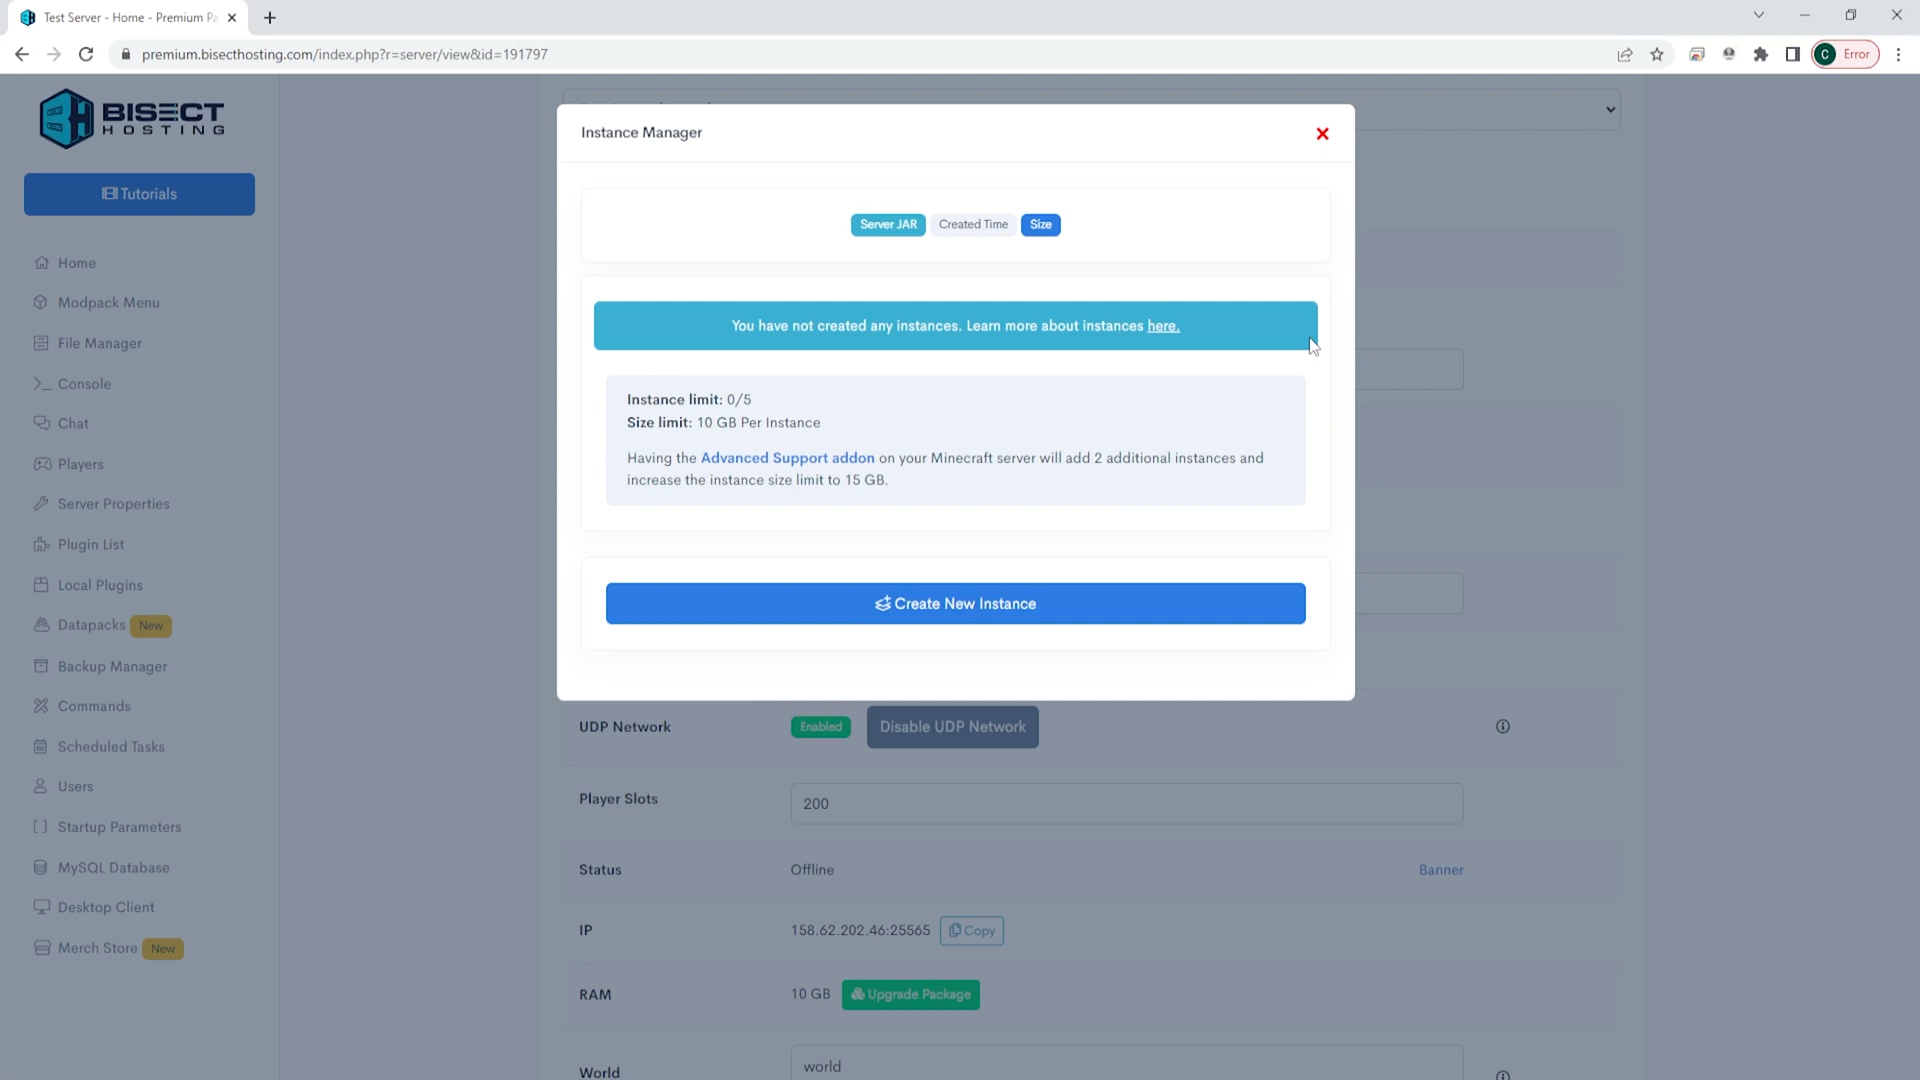 Test Server - Home - Premium Pa
premium.bisecthosting.com/index.php?r=server/view&id=191797
C Error
BISECT
HOSTING
Tutorials
Home
Modpack Menu
File Manager
Console
Chat
Players
Server Properties
Plugin List
Local Plugins
Datapacks New
Backup Manager
Commands
Scheduled Tasks
Users
Startup Parameters
MySQL Database
Desktop Client
Merch Store New
Instance Manager
Server JAR Created Time Size
You have not created any instances. Learn more about instances here.
Instance limit: 0/5
Size limit: 10 GB Per Instance
Having the Advanced Support addon on your Minecraft server will add 2 additional instances and
increase the instance size limit to 15 GB.
Create New Instance
UDP Network Enabled Disable UDP Network
Player Slots 200
Status Offline Banner
IP 158.62.202.46:25565 Copy
RAM 10 GB Upgrade Package
World world